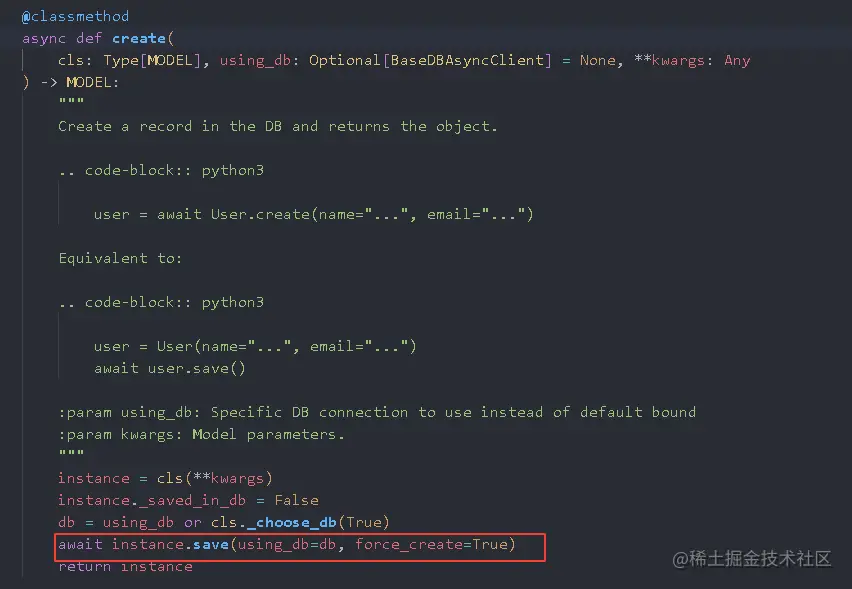 @classmethod
async def create(
    cls: Type[MODEL], using_db: Optional[BaseDBAsyncClient] = None, **kwargs: Any
) -> MODEL:
    """
    Create a record in the DB and returns the object.

    .. code-block:: python3

        user = await User.create(name="...", email="...")

    Equivalent to:

    .. code-block:: python3

        user = User(name="...", email="...")
        await user.save()

    :param using_db: Specific DB connection to use instead of default bound
    :param kwargs: Model parameters.
    """
    instance = cls(**kwargs)
    instance._saved_in_db = False
    db = using_db or cls._choose_db(True)
    await instance.save(using_db=db, force_create=True)
    return instance
@稀土掘金技术社区